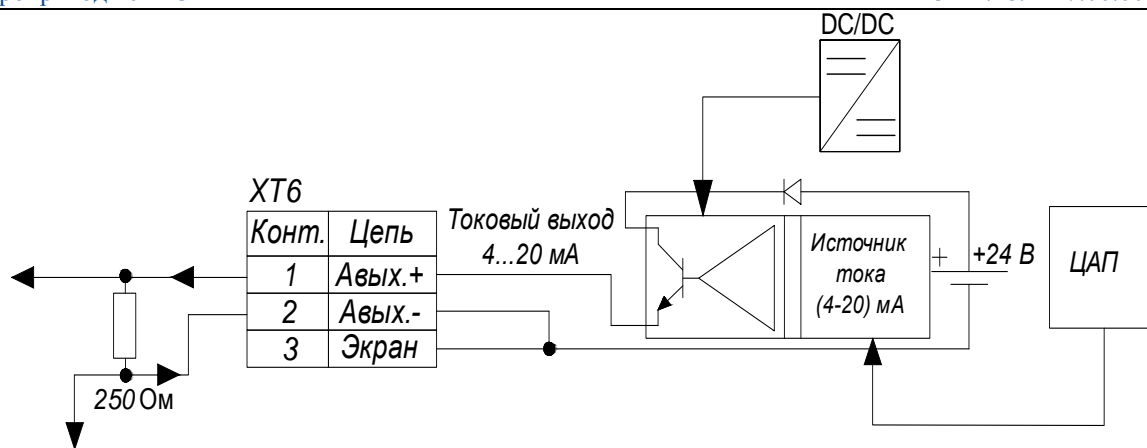 DC/DC
XT6
Конт. Цепь
1 Авых.+
2 Авых.-
3 Экран
Токовый выход
4...20 мА
Источник
тока
(4-20) мА
+ +24 В
ЦАП
250 Ом